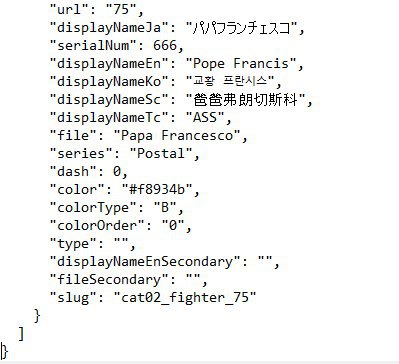 "url": "75",
"displayNameJa": "パパフランチェスコ",
"serialNum": 666,
"displayNameEn": "Pope Francis",
"displayNameKo": "교황 프란시스",
"displayNameSc": "爸爸弗朗切斯科",
"displayNameTc": "ASS",
"file": "Papa Francesco",
"series": "Postal",
"dash": 0,
"color": "#f8934b",
"colorType": "B",
"colorOrder": "0",
"type": "",
"displayNameEnSecondary": "",
"fileSecondary": "",
"slug": "cat02_fighter_75"
}
]
}